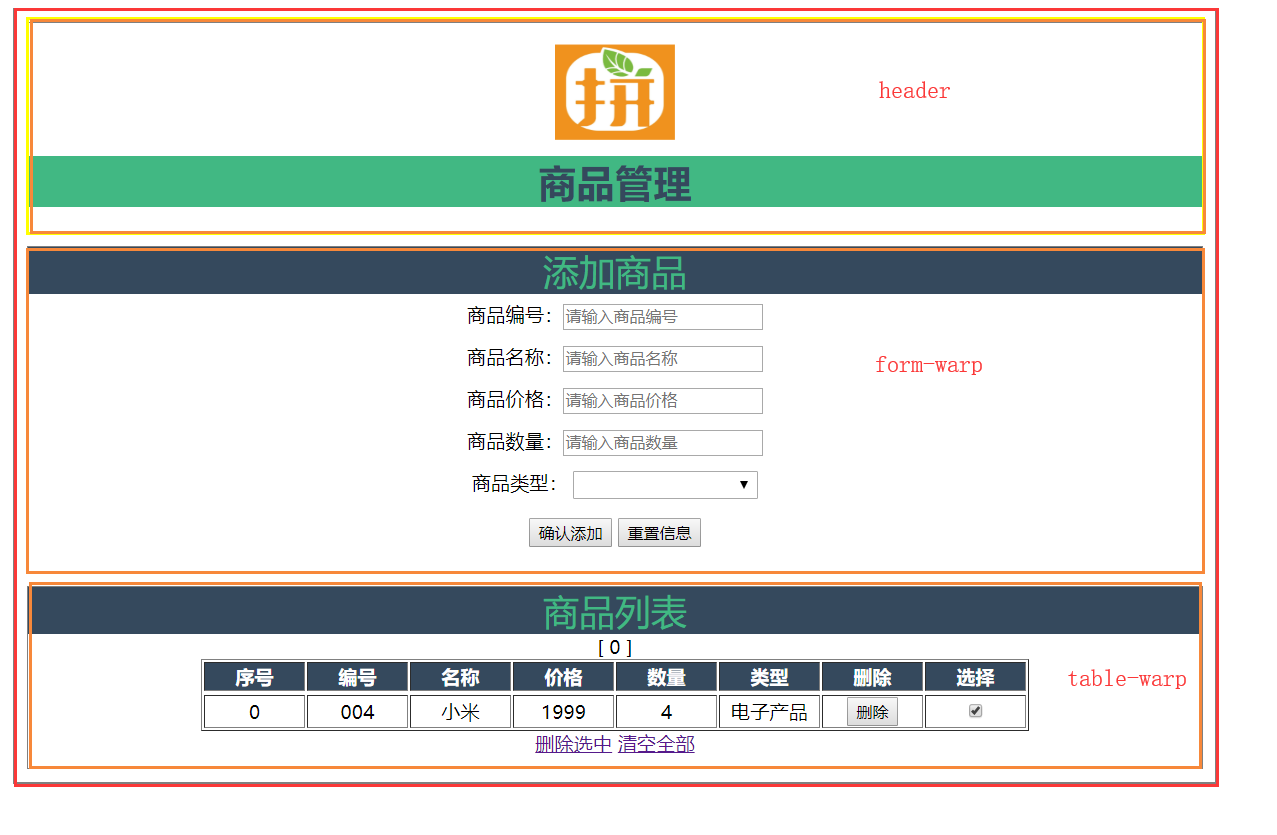 拼
header
商品管理
添加商品
商品编号： 请输入商品编号
商品名称： 请输入商品名称
form-warp
商品价格： 请输入商品价格
商品数量： 请输入商品数量
商品类型：
确认添加 重置信息
商品列表
[ 0 ]
序号 编号 名称 价格 数量 类型 删除 选择
table-warp
0 004 小米 1999 4 电子产品 删除
删除选中 清空全部